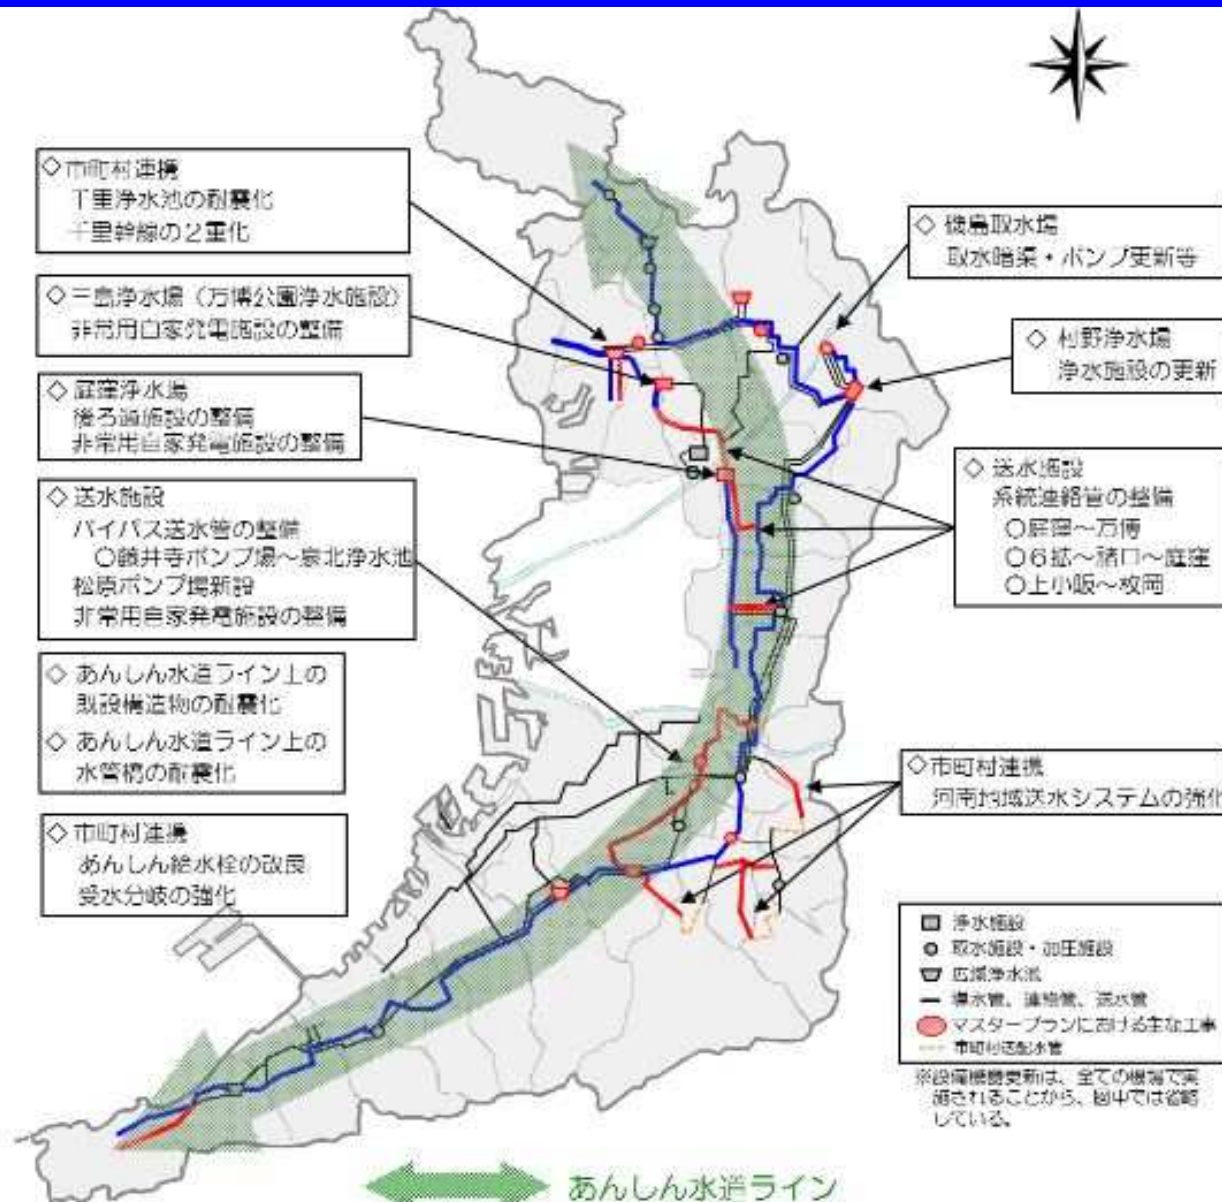 ◇市町村連携
千里浄水池の耐震化
千里幹線の２重化
◇三島浄水場（万博公園浄水施設）
非常用自家発電施設の整備
◇庭窪浄水場
後ろ過施設の整備
非常用自家発電施設の整備
◇送水施設
バイパス送水管の整備
○藤井寺ポンプ場～泉北浄水池
松原ポンプ場新設
非常用自家発電施設の整備
◇あんしん水道ライン上の
既設構造物の耐震化
◇あんしん水道ライン上の
水管橋の耐震化
◇市町村連携
あんしん給水栓の改良
受水分岐の強化
◇磯島取水場
取水暗渠・ポンプ更新等
◇村野浄水場
浄水施設の更新
◇送水施設
系統連絡管の整備
○庭窪～万博
○６拡～諸口～庭窪
○上小阪～枚岡
◇市町村連携
河南地域送水システムの強化
浄水施設
取水施設・加圧施設
広域浄水池
導水管、連絡管、送水管
マスタープランにおける主な工事
市町村送配水管
※設備機器更新は、全ての機場で実
施されることから、図中では省略
している。
あんしん水道ライン